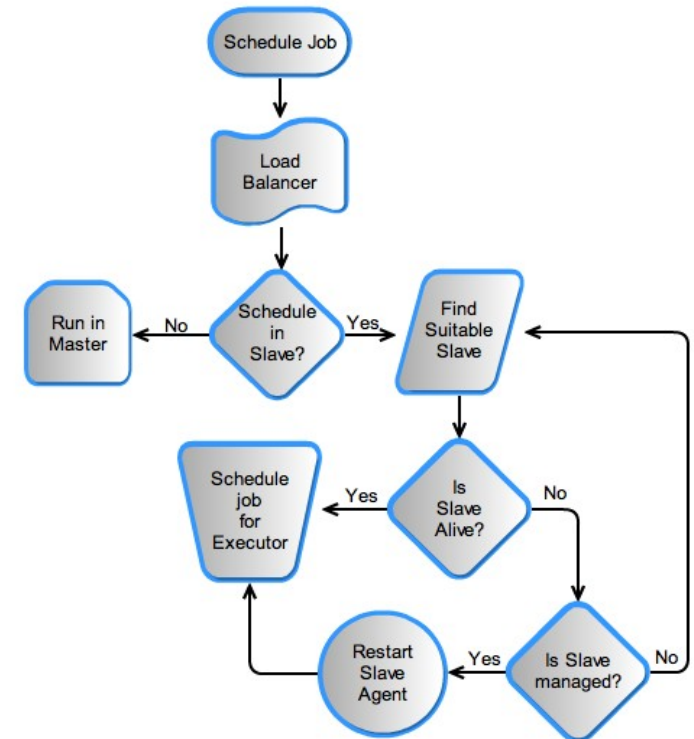 Schedule Job
Load
Balancer
Schedule
in
Slave?
No
Yes
Run in
Master
Find
Suitable
Slave
Is
Slave
Alive?
Yes
No
Schedule
job
for
Executor
Is Slave
managed?
Yes
No
Restart
Slave
Agent